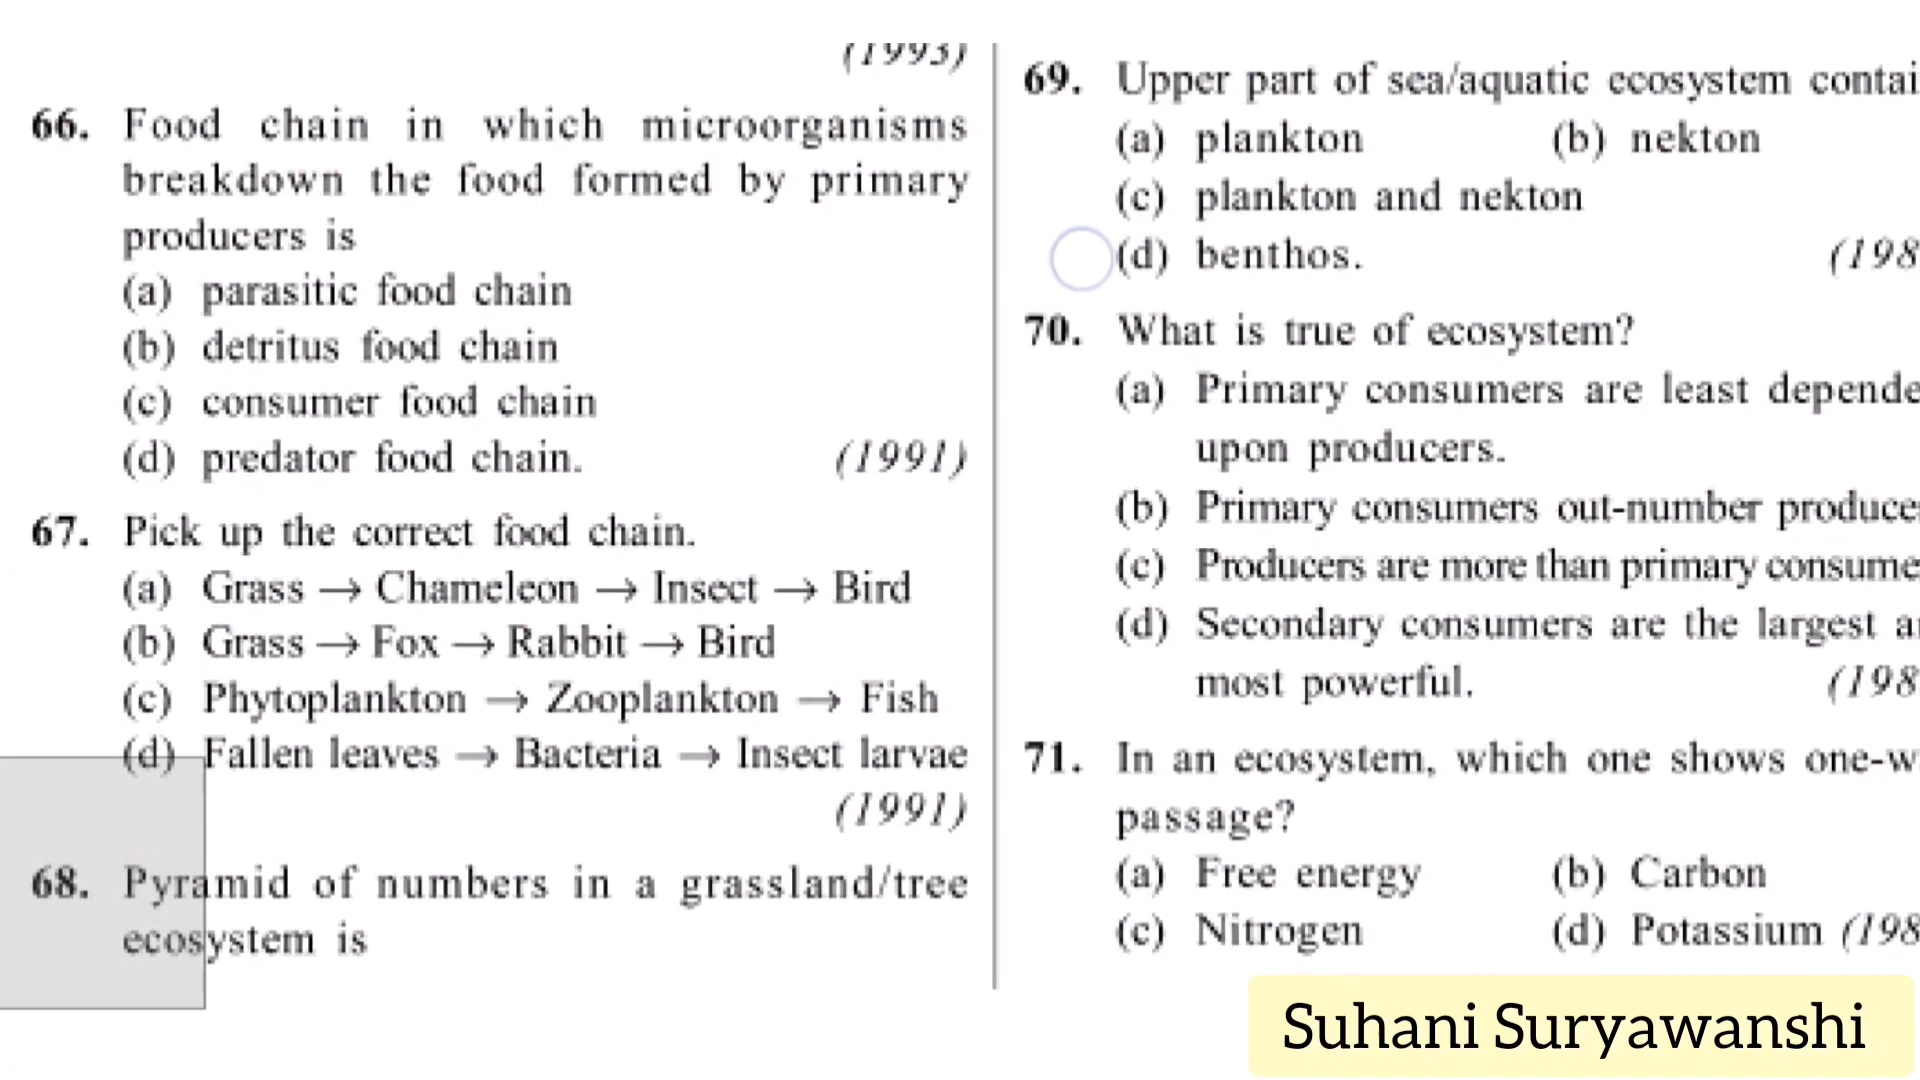 (1993)
66. Food chain in which microorganisms
breakdown the food formed by primary
producers is
(a) parasitic food chain
(b) detritus food chain
(c) consumer food chain
(d) predator food chain. (1991)
67. Pick up the correct food chain.
(a) Grass → Chameleon → Insect → Bird
(b) Grass → Fox → Rabbit → Bird
(c) Phytoplankton → Zooplankton → Fish
(d) Fallen leaves → Bacteria → Insect larvae
(1991)
68. Pyramid of numbers in a grassland/tree
ecosystem is
69. Upper part of sea/aquatic ecosystem contai
(a) plankton (b) nekton
(c) plankton and nekton
(d) benthos. (198
70. What is true of ecosystem?
(a) Primary consumers are least depende
upon producers.
(b) Primary consumers out-number produce
(c) Producers are more than primary consume
(d) Secondary consumers are the largest a
most powerful. (198
71. In an ecosystem, which one shows one-w
passage?
(a) Free energy (b) Carbon
(c) Nitrogen (d) Potassium (198
Suhani Suryawanshi